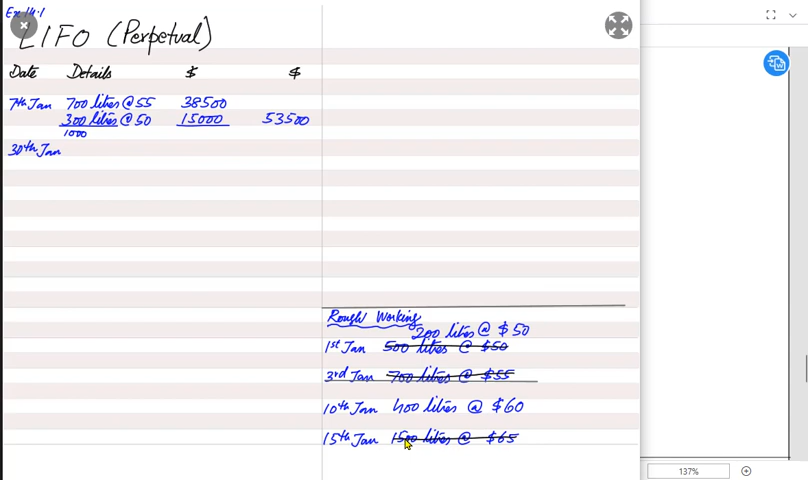 Ex 14.1
LIFO (Perpetual)
Date Details $ $
7th Jan 700 litres @ 55 38500
300 litres @ 50 15000 53500
1000
30th Jan
Rough Working
200 litres @ $50
1st Jan 500 litres @ $50
3rd Jan 700 litres @ $55
10th Jan 400 litres @ $60
15th Jan 1500 litres @ $65
137%